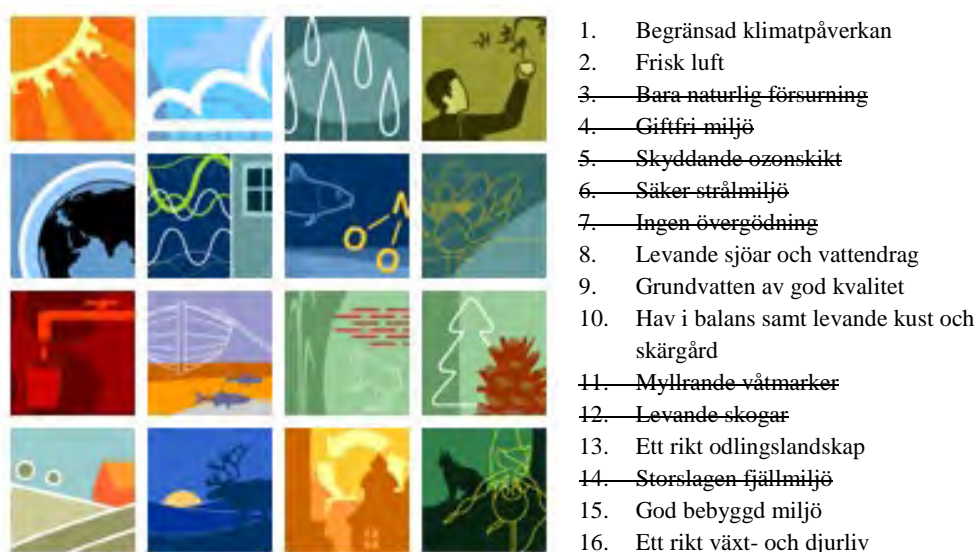 1. Begränsad klimatpåverkan
2. Frisk luft
3. Bara naturlig försurning
4. Giftfri miljö
5. Skyddande ozonskikt
6. Säker strålmiljö
7. Ingen övergödning
8. Levande sjöar och vattendrag
9. Grundvatten av god kvalitet
10. Hav i balans samt levande kust och
skärgård
11. Myllrande våtmarker
12. Levande skogar
13. Ett rikt odlingslandskap
14. Storslagen fjällmiljö
15. God bebyggd miljö
16. Ett rikt växt- och djurliv